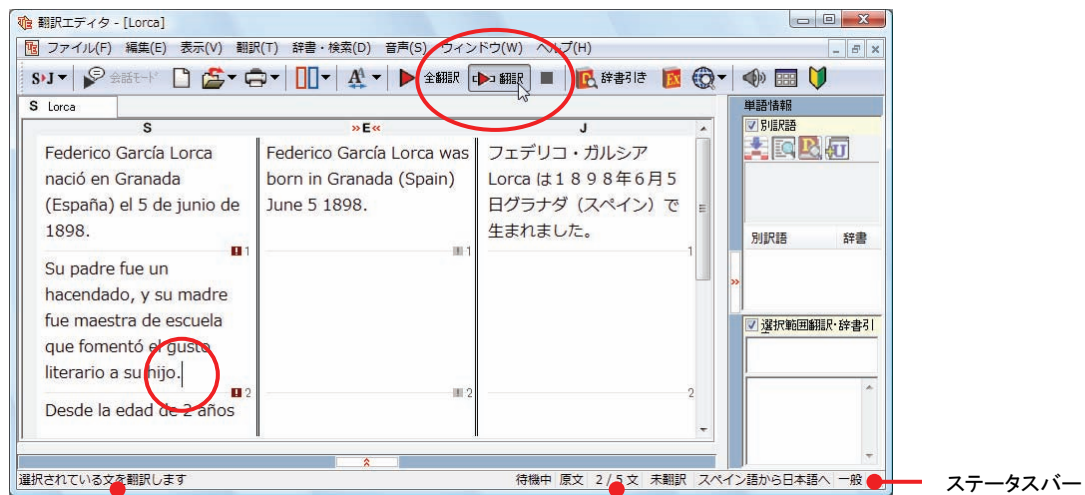 翻訳エディタ - [Lorca]
ファイル(F) 編集(E) 表示(V) 翻訳(T) 辞書・検索(D) 音声(S) ウィンドウ(W) ヘルプ(H)
S›J 会話モード 全翻訳 翻訳 辞書引き
S Lorca
S
Federico García Lorca
nació en Granada
(España) el 5 de junio de
1898.
1
Su padre fue un
hacendado, y su madre
fue maestra de escuela
que fomentó el gusto
literario a su hijo.
2
Desde la edad de 2 años
»E«
Federico García Lorca was
born in Granada (Spain)
June 5 1898.
1
2
J
フェデリコ・ガルシア
Lorca は１８９８年６月５
日グラナダ（スペイン）で
生まれました。
1
2
単語情報
別訳語
別訳語 辞書
選択範囲翻訳・辞書引
選択されている文を翻訳します 待機中 原文 2 / 5 文 未翻訳 スペイン語から日本語へ 一般
ステータスバー